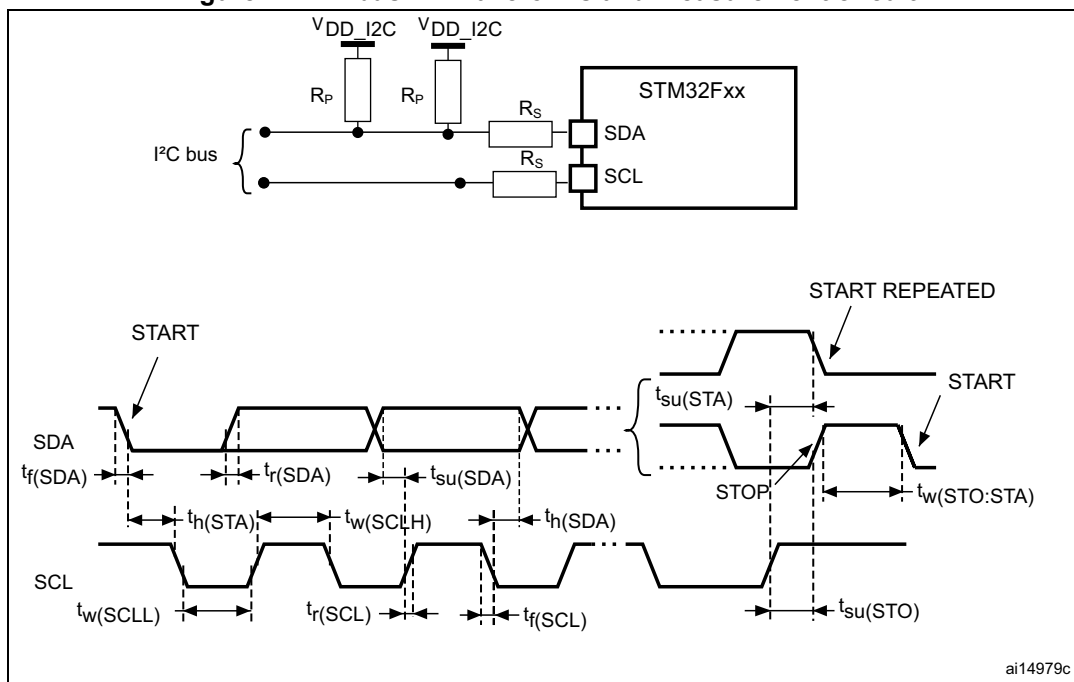 VDD_I2C VDD_I2C
RP RP
STM32Fxx
RS
SDA
I²C bus
RS
SCL
START REPEATED
START
START
tsu(STA)
SDA
tf(SDA) tr(SDA) tsu(SDA)
STOP
tw(STO:STA)
th(STA) tw(SCLH) th(SDA)
SCL
tw(SCLL) tr(SCL) tf(SCL) tsu(STO)
ai14979c